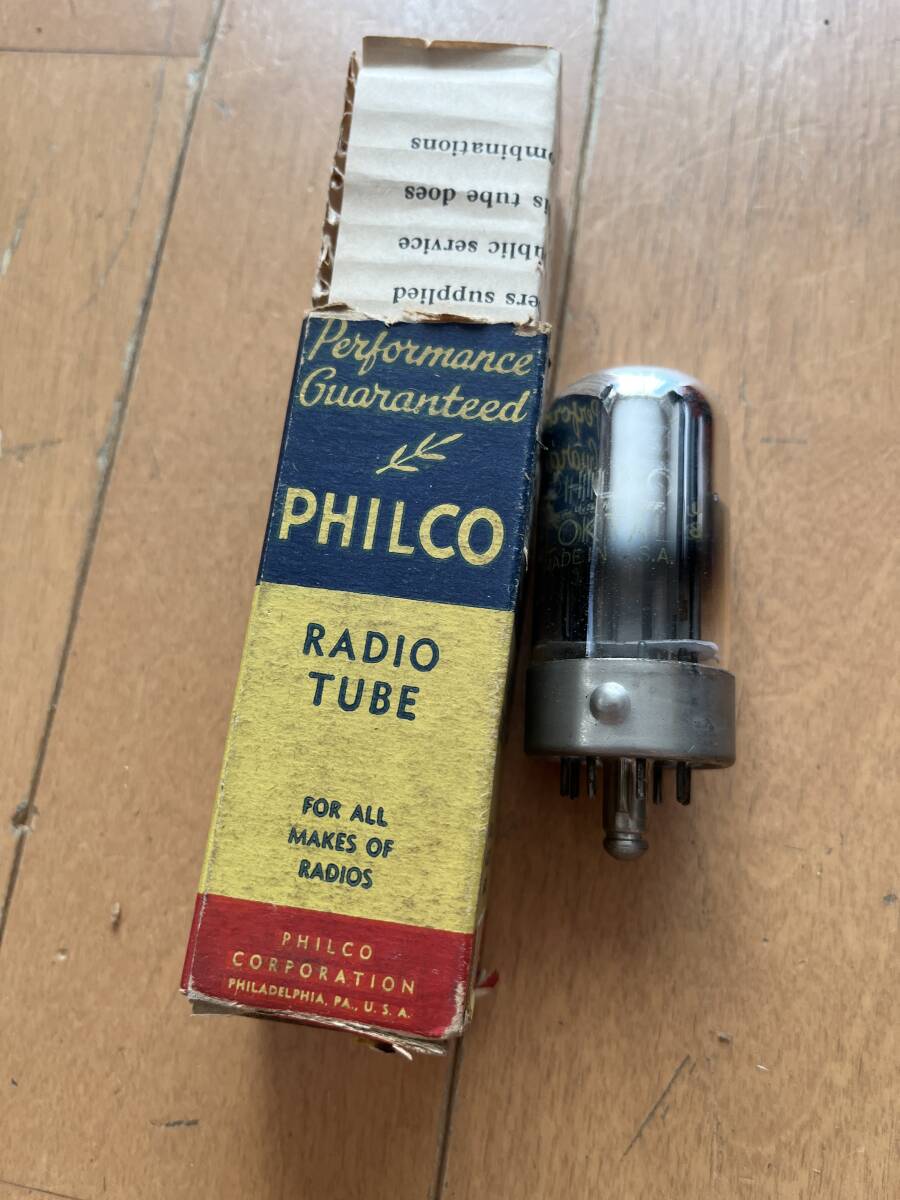 ers supplied
ublic service
is tube does
ombinations
Performance
Guaranteed
PHILCO
RADIO
TUBE
FOR ALL
MAKES OF
RADIOS
PHILCO
CORPORATION
PHILADELPHIA, PA., U. S. A.
MADE IN U.S.A.